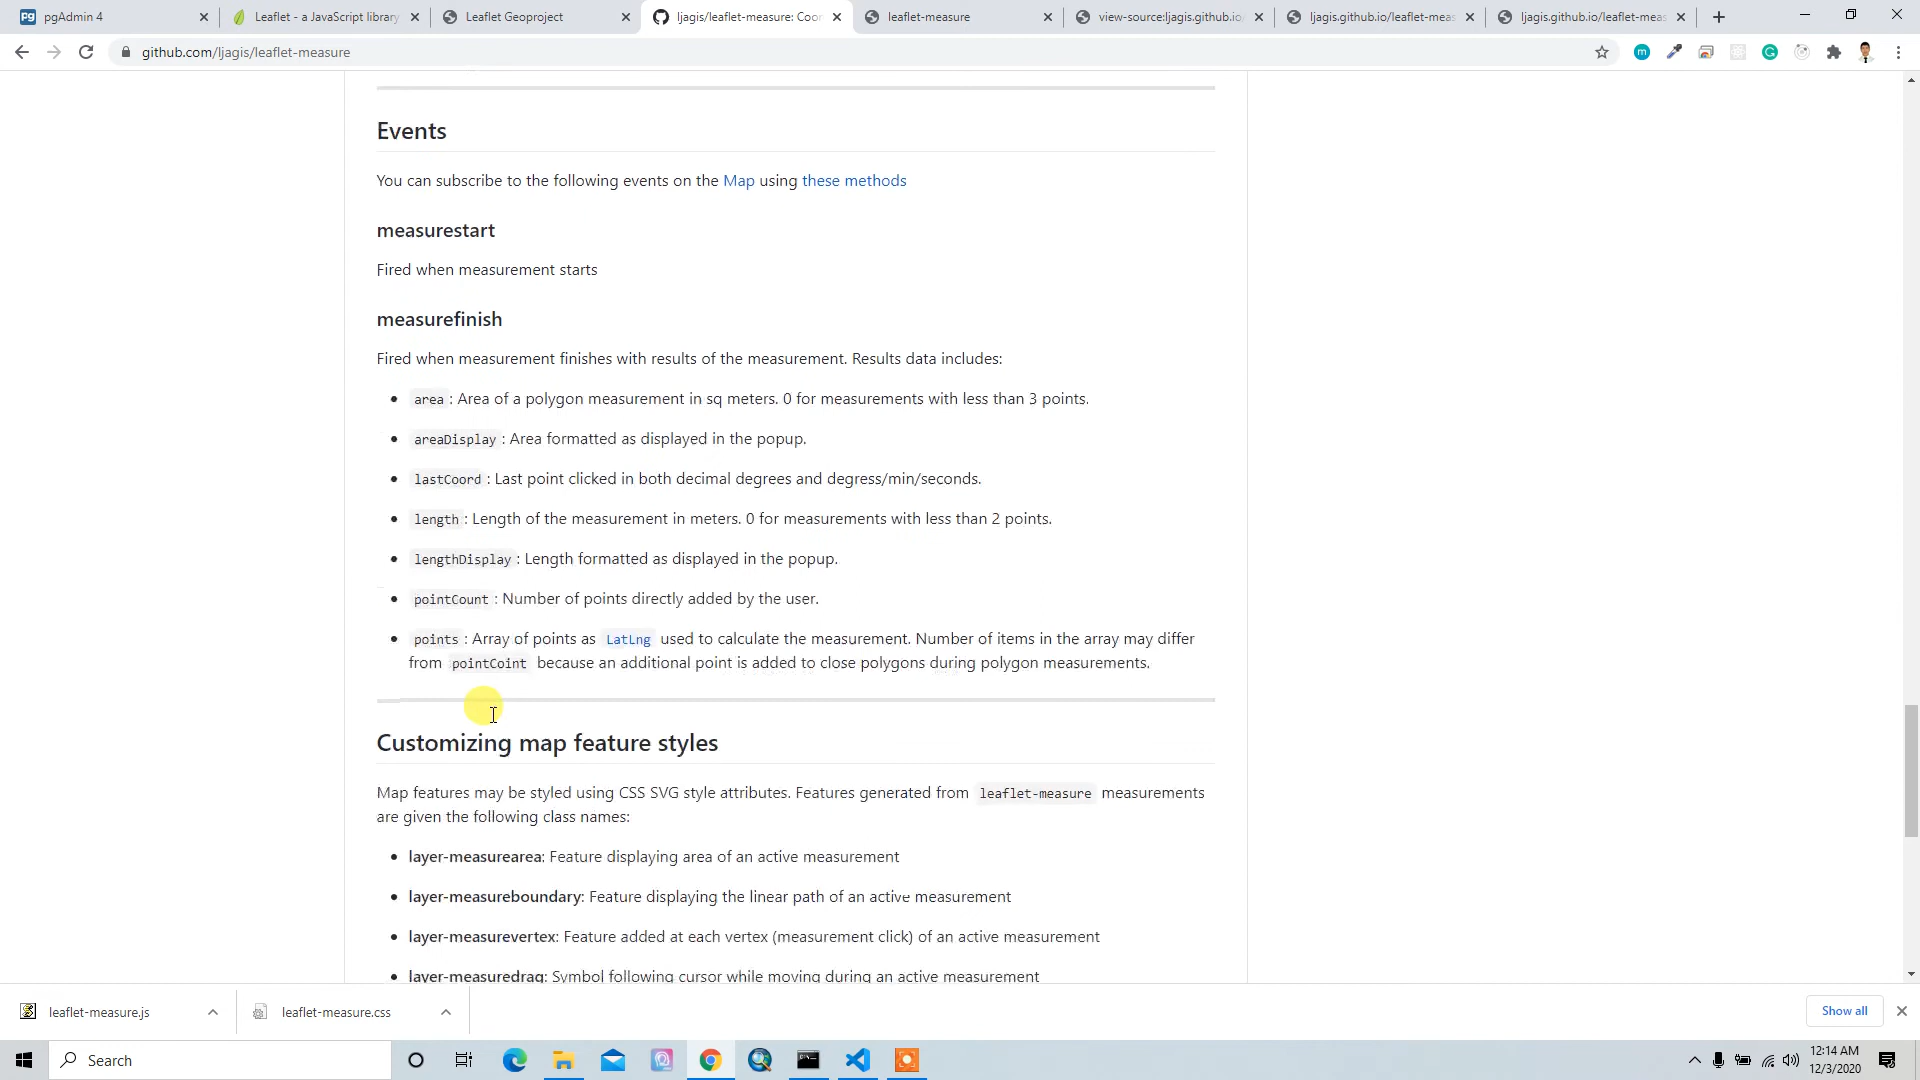 pgAdmin 4
Leaflet - a JavaScript library
Leaflet Geoproject
ljagis/leaflet-measure: Coor
leaflet-measure
view-source:ljagis.github.io/
ljagis.github.io/leaflet-meas
ljagis.github.io/leaflet-meas
github.com/ljagis/leaflet-measure
Events
You can subscribe to the following events on the Map using these methods
measurestart
Fired when measurement starts
measurefinish
Fired when measurement finishes with results of the measurement. Results data includes:
area : Area of a polygon measurement in sq meters. 0 for measurements with less than 3 points.
areaDisplay : Area formatted as displayed in the popup.
lastCoord : Last point clicked in both decimal degrees and degress/min/seconds.
length : Length of the measurement in meters. 0 for measurements with less than 2 points.
lengthDisplay : Length formatted as displayed in the popup.
pointCount : Number of points directly added by the user.
points : Array of points as LatLng used to calculate the measurement. Number of items in the array may differ
from pointCoint because an additional point is added to close polygons during polygon measurements.
Customizing map feature styles
Map features may be styled using CSS SVG style attributes. Features generated from leaflet-measure measurements
are given the following class names:
layer-measurearea: Feature displaying area of an active measurement
layer-measureboundary: Feature displaying the linear path of an active measurement
layer-measurevertex: Feature added at each vertex (measurement click) of an active measurement
layer-measuredrag: Symbol following cursor while moving during an active measurement
leaflet-measure.js
leaflet-measure.css
Show all
Search
12:14 AM
12/3/2020